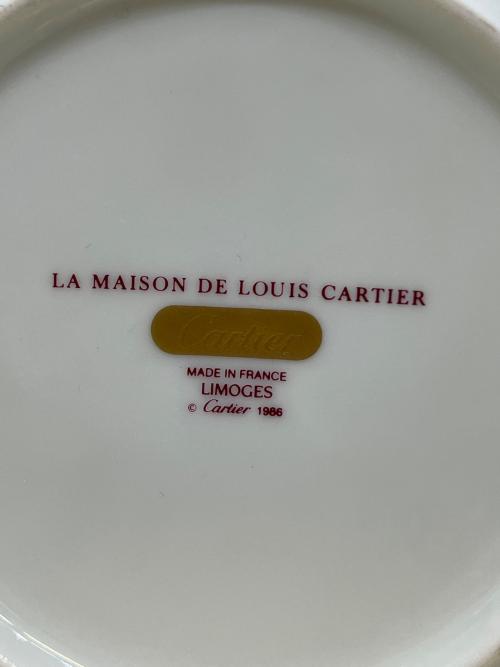 LA MAISON DE LOUIS CARTIER
Cartier
MADE IN FRANCE
LIMOGES
© Cartier 1986